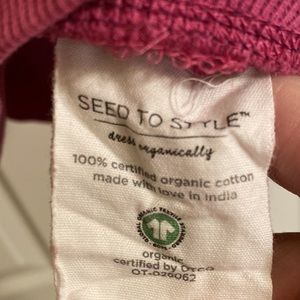 SEED TO STYLE™
dress organically
100% certified organic cotton
made with love in India
organic
certified by
OT-026062